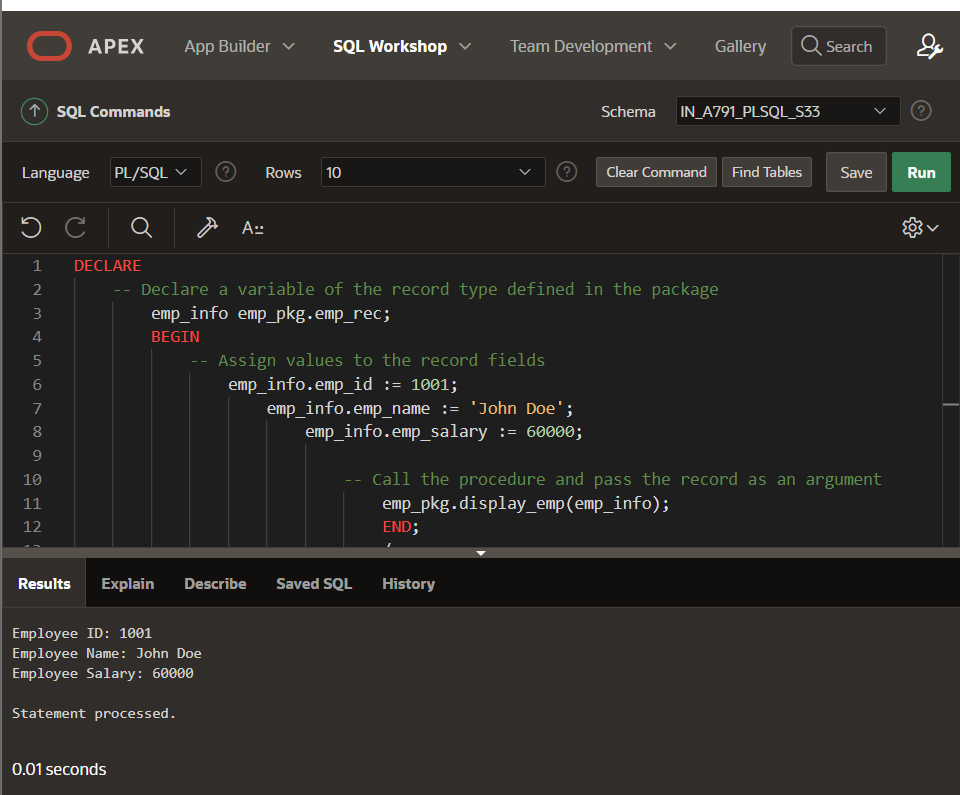 APEX App Builder SQL Workshop Team Development Gallery Search
SQL Commands Schema IN_A791_PLSQL_S33 ?
Language PL/SQL ? Rows 10 ? Clear Command Find Tables Save Run
A::
1 DECLARE
2 -- Declare a variable of the record type defined in the package
3 emp_info emp_pkg.emp_rec;
4 BEGIN
5 -- Assign values to the record fields
6 emp_info.emp_id := 1001;
7 emp_info.emp_name := 'John Doe';
8 emp_info.emp_salary := 60000;
9
10 -- Call the procedure and pass the record as an argument
11 emp_pkg.display_emp(emp_info);
12 END;
Results Explain Describe Saved SQL History
Employee ID: 1001
Employee Name: John Doe
Employee Salary: 60000
Statement processed.
0.01 seconds